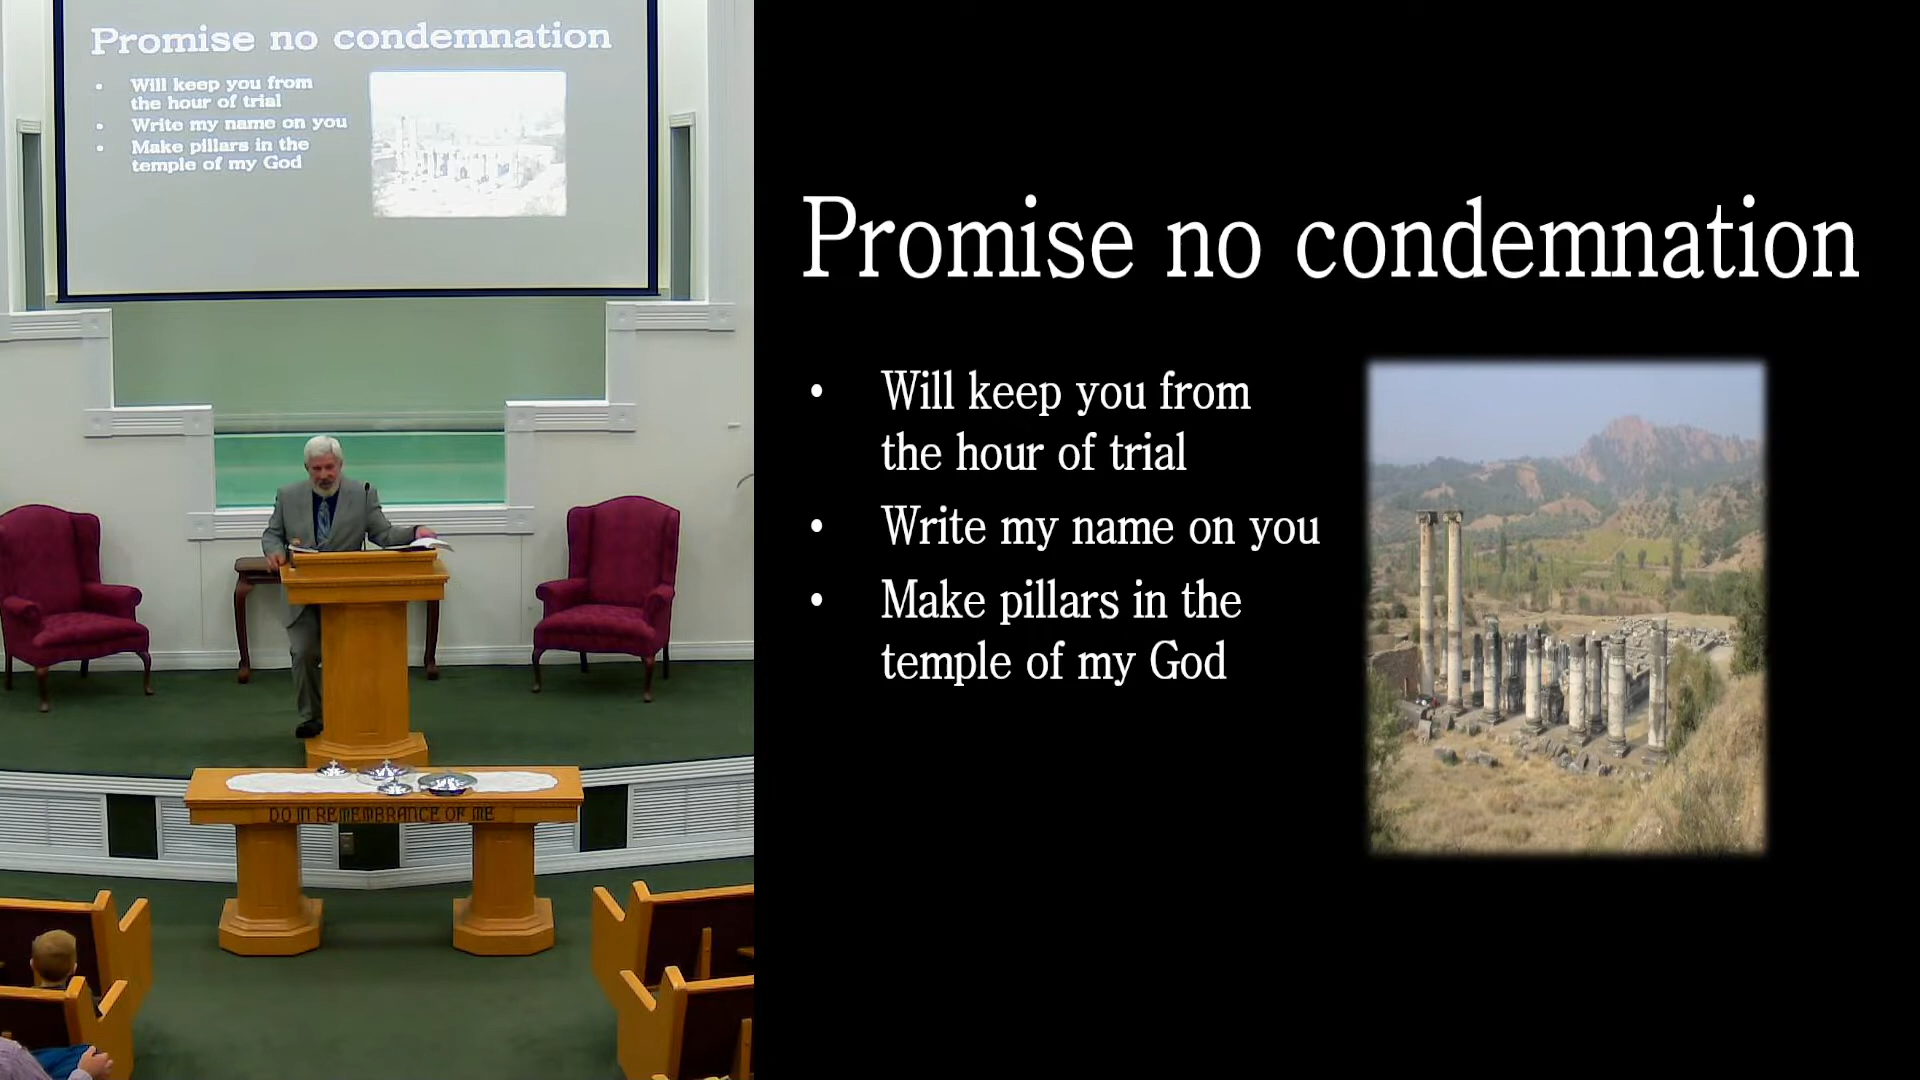 Promise no condemnation
• Will keep you from
the hour of trial
• Write my name on you
• Make pillars in the
temple of my God
DO IN REMEMBRANCE OF ME
Promise no condemnation
• Will keep you from
the hour of trial
• Write my name on you
• Make pillars in the
temple of my God